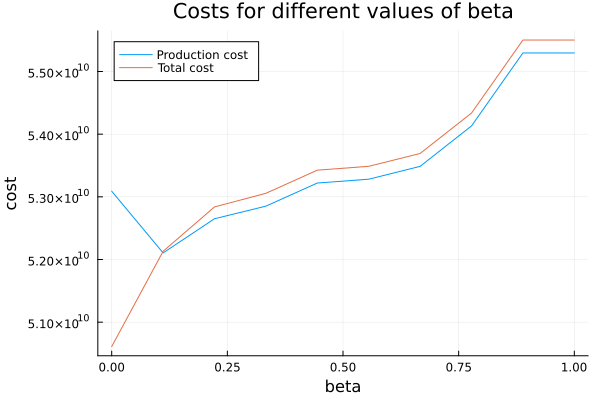 Costs for different values of beta
Production cost
Total cost
5.50×10¹⁰
5.40×10¹⁰
5.30×10¹⁰
5.20×10¹⁰
5.10×10¹⁰
cost
0.00 0.25 0.50 0.75 1.00
beta